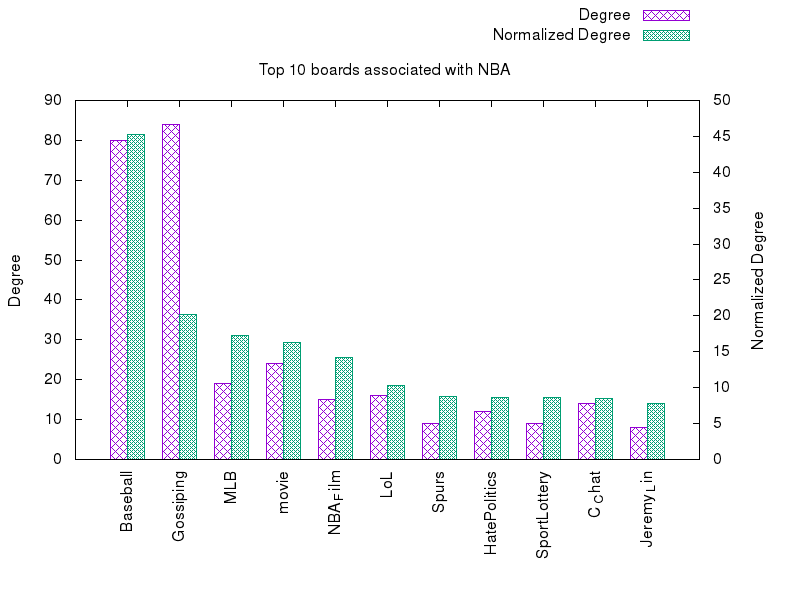 Degree
Normalized Degree
Top 10 boards associated with NBA
90
80
70
60
50
40
30
20
10
0
50
45
40
35
30
25
20
15
10
5
0
Degree
Normalized Degree
Baseball
Gossiping
MLB
movie
NBA_Film
LoL
Spurs
HatePolitics
SportLottery
C_Chat
Jeremy_Lin